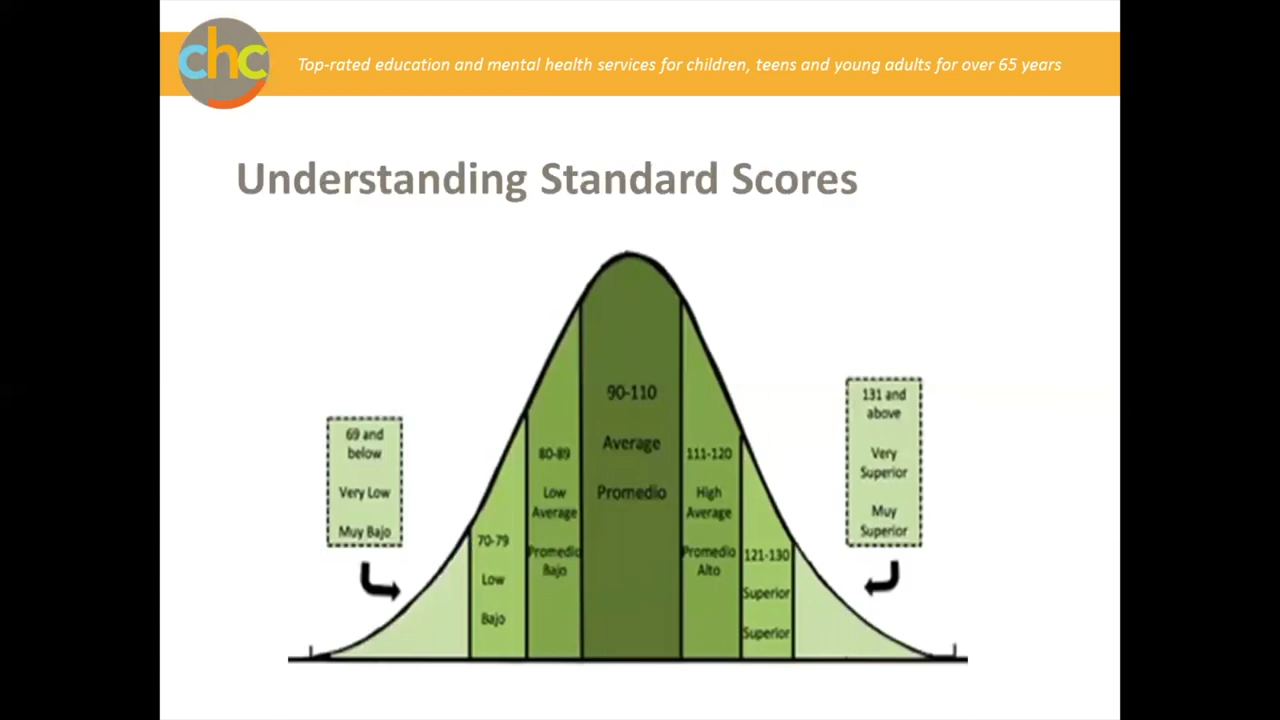 chc
Top-rated education and mental health services for children, teens and young adults for over 65 years
Understanding Standard Scores
69 and
below
Very Low
Muy Bajo
70-79
Low
Bajo
80-89
Low
Average
Promedio
Bajo
90-110
Average
Promedio
111-120
High
Average
Promedio
Alto
121-130
Superior
Superior
131 and
above
Very
Superior
Muy
Superior